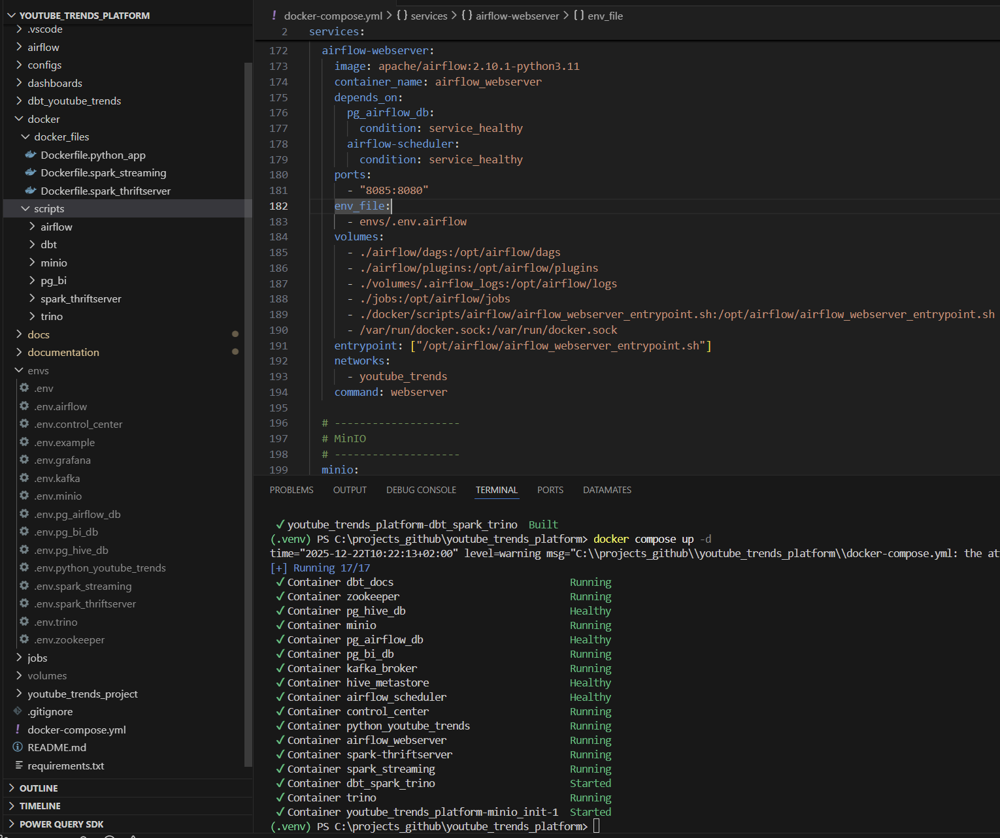 YOUTUBE_TRENDS_PLATFORM
.vscode
airflow
configs
dashboards
dbt_youtube_trends
docker
docker_files
Dockerfile.python_app
Dockerfile.spark_streaming
Dockerfile.spark_thriftserver
scripts
airflow
dbt
minio
pg_bi
spark_thriftserver
trino
docs
documentation
envs
.env
.env.airflow
.env.control_center
.env.example
.env.grafana
.env.kafka
.env.minio
.env.pg_airflow_db
.env.pg_bi_db
.env.pg_hive_db
.env.python_youtube_trends
.env.spark_streaming
.env.spark_thriftserver
.env.trino
.env.zookeeper
jobs
volumes
youtube_trends_project
.gitignore
! docker-compose.yml
README.md
requirements.txt
OUTLINE
TIMELINE
POWER QUERY SDK
! docker-compose.yml > {} services > {} airflow-webserver > [] env_file
2 services:
172 airflow-webserver:
173 image: apache/airflow:2.10.1-python3.11
174 container_name: airflow_webserver
175 depends_on:
176 pg_airflow_db:
177 condition: service_healthy
178 airflow-scheduler:
179 condition: service_healthy
180 ports:
181 - "8085:8080"
182 env_file:
183 - envs/.env.airflow
184 volumes:
185 - ./airflow/dags:/opt/airflow/dags
186 - ./airflow/plugins:/opt/airflow/plugins
187 - ./volumes/.airflow_logs:/opt/airflow/logs
188 - ./jobs:/opt/airflow/jobs
189 - ./docker/scripts/airflow/airflow_webserver_entrypoint.sh:/opt/airflow/airflow_webserver_entrypoint.sh
190 - /var/run/docker.sock:/var/run/docker.sock
191 entrypoint: ["/opt/airflow/airflow_webserver_entrypoint.sh"]
192 networks:
193 - youtube_trends
194 command: webserver
195
196 # --------------------
197 # MinIO
198 # --------------------
199 minio:
PROBLEMS OUTPUT DEBUG CONSOLE TERMINAL PORTS DATAMATES
✓ youtube_trends_platform-dbt_spark_trino Built
(.venv) PS C:\projects_github\youtube_trends_platform> docker compose up -d
time="2025-12-22T10:22:13+02:00" level=warning msg="C:\\projects_github\\youtube_trends_platform\\docker-compose.yml: the at
[+] Running 17/17
✓ Container dbt_docs Running
✓ Container zookeeper Running
✓ Container pg_hive_db Healthy
✓ Container minio Running
✓ Container pg_airflow_db Healthy
✓ Container pg_bi_db Running
✓ Container kafka_broker Running
✓ Container hive_metastore Healthy
✓ Container airflow_scheduler Healthy
✓ Container control_center Running
✓ Container python_youtube_trends Running
✓ Container airflow_webserver Running
✓ Container spark-thriftserver Running
✓ Container spark_streaming Running
✓ Container dbt_spark_trino Started
✓ Container trino Running
✓ Container youtube_trends_platform-minio_init-1 Started
(.venv) PS C:\projects_github\youtube_trends_platform>